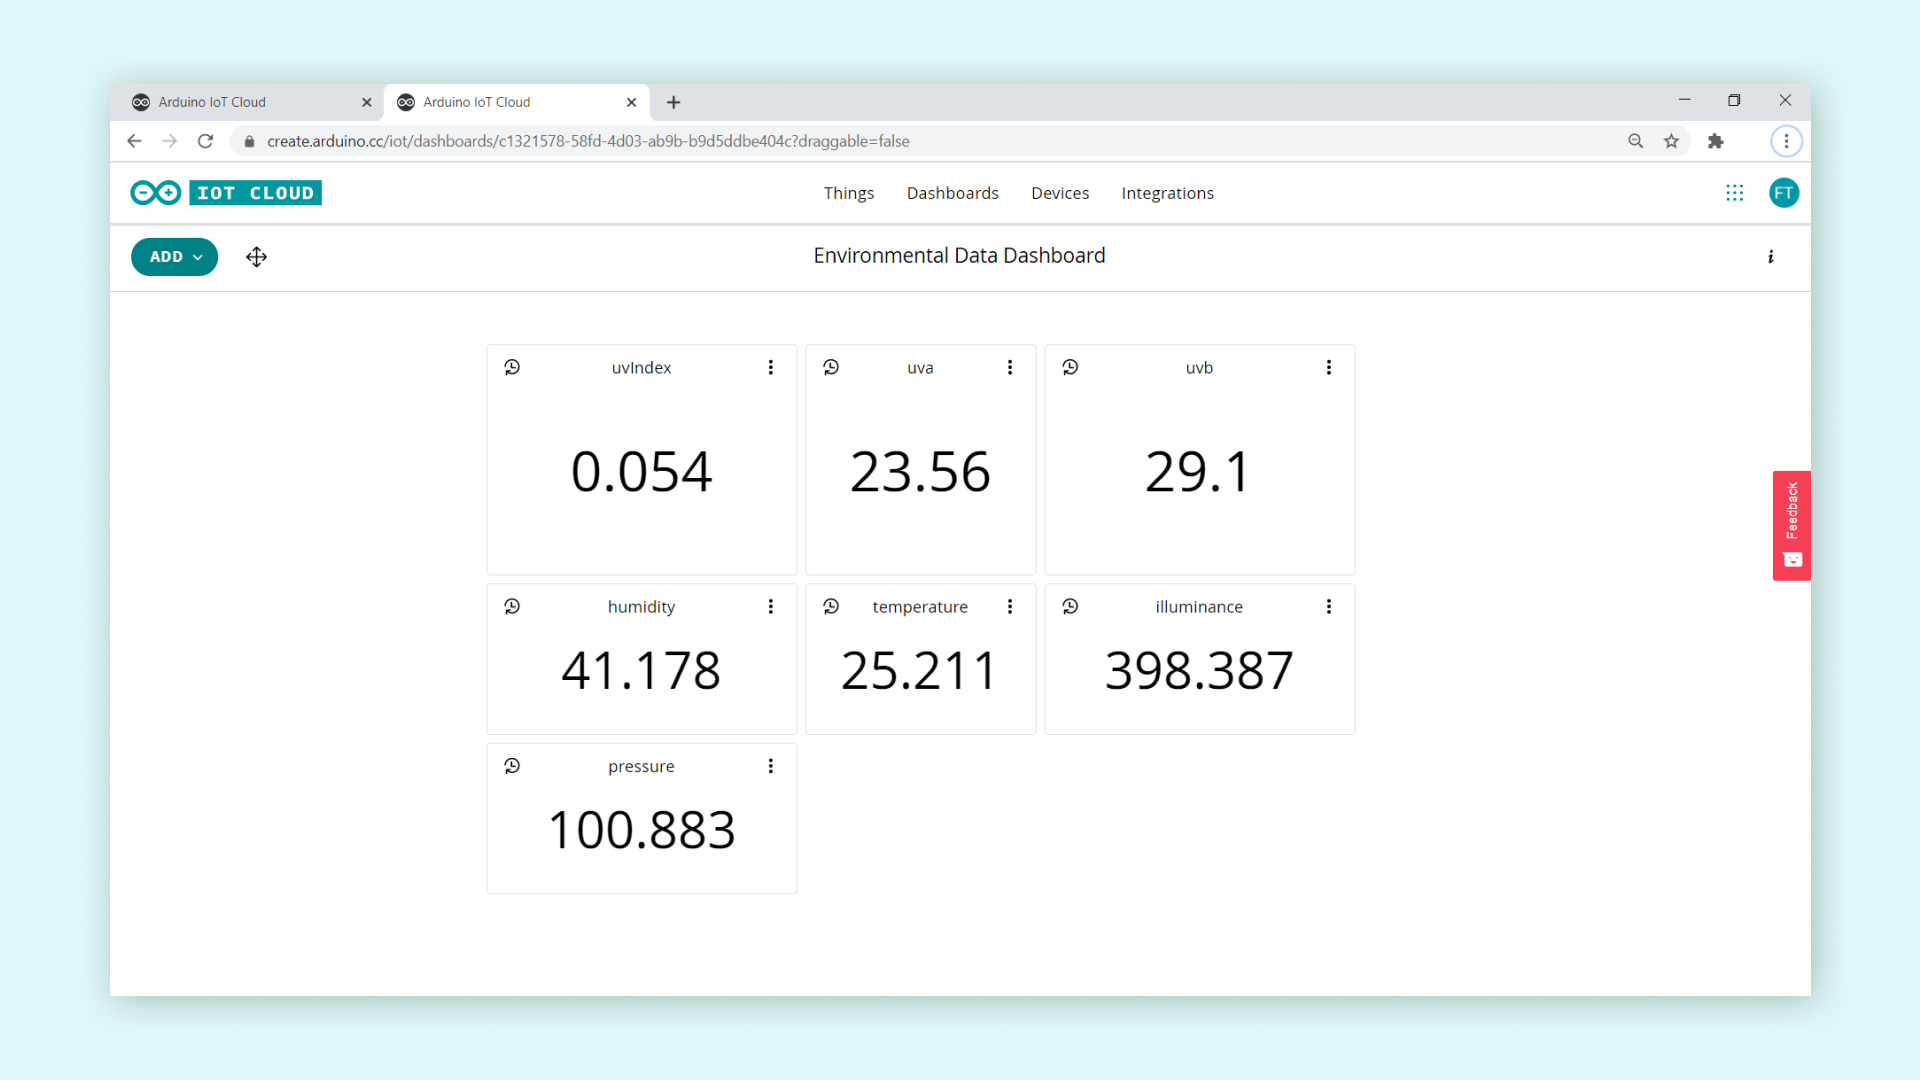 Arduino IoT Cloud
Arduino IoT Cloud
create.arduino.cc/iot/dashboards/c1321578-58fd-4d03-ab9b-b9d5ddbe404c?draggable=false
IOT CLOUD
Things Dashboards Devices Integrations
FT
ADD
Environmental Data Dashboard
i
uvIndex
0.054
uva
23.56
uvb
29.1
Feedback
humidity
41.178
temperature
25.211
illuminance
398.387
pressure
100.883